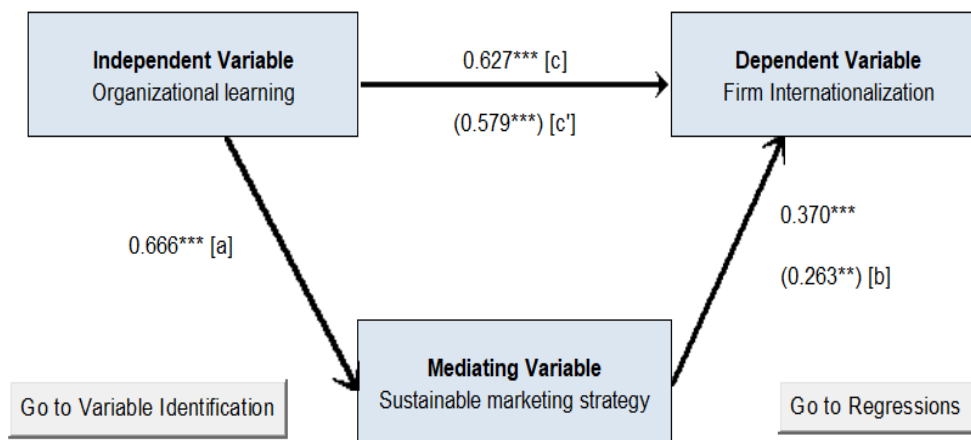 Independent Variable
Organizational learning
0.627*** [c]
(0.579***) [c']
Dependent Variable
Firm Internationalization
0.666*** [a]
0.370***
(0.263**) [b]
Mediating Variable
Sustainable marketing strategy
Go to Variable Identification
Go to Regressions